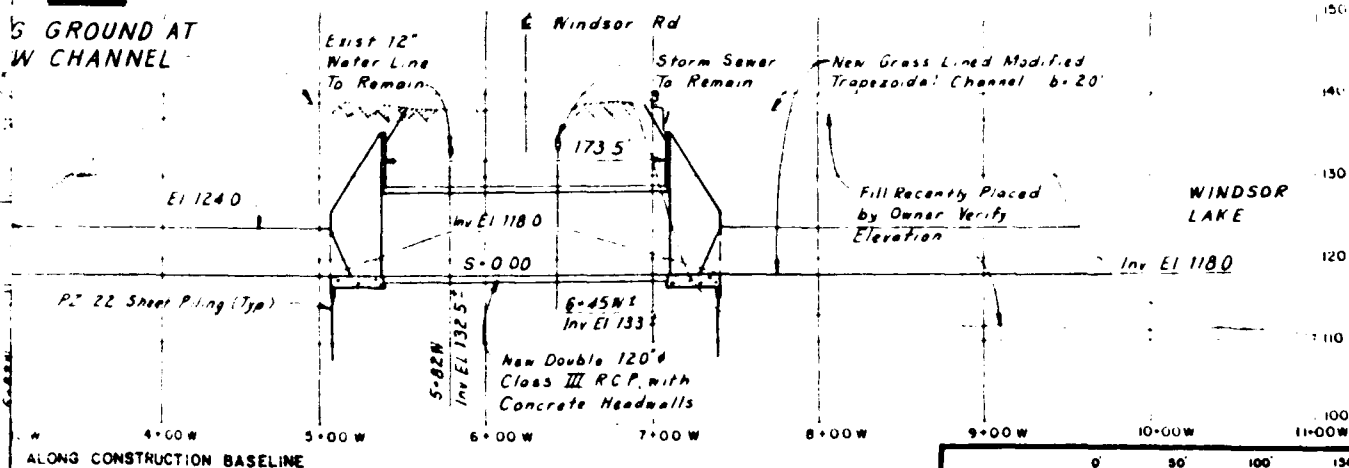 G GROUND AT
W CHANNEL
Exist 12"
Water Line
To Remain
℄ Windsor Rd
Storm Sewer
To Remain
New Grass Lined Modified
Trapezoidal Channel b=20'
150
140
130
120
110
100
173.5'
El 124.0
Inv El 118.0
S=0.00
Fill Recently Placed
by Owner Verify
Elevation
WINDSOR
LAKE
Inv El 118.0
PZ 22 Sheet Piling (Typ)
5+82W
Inv El 132.5±
6+45W±
Inv El 133±
New Double 120"ϕ
Class III RCP, with
Concrete Headwalls
W
4+00 W
5+00 W
6+00 W
7+00 W
8+00 W
9+00 W
10+00 W
11+00 W
ALONG CONSTRUCTION BASELINE
0'
50'
100'